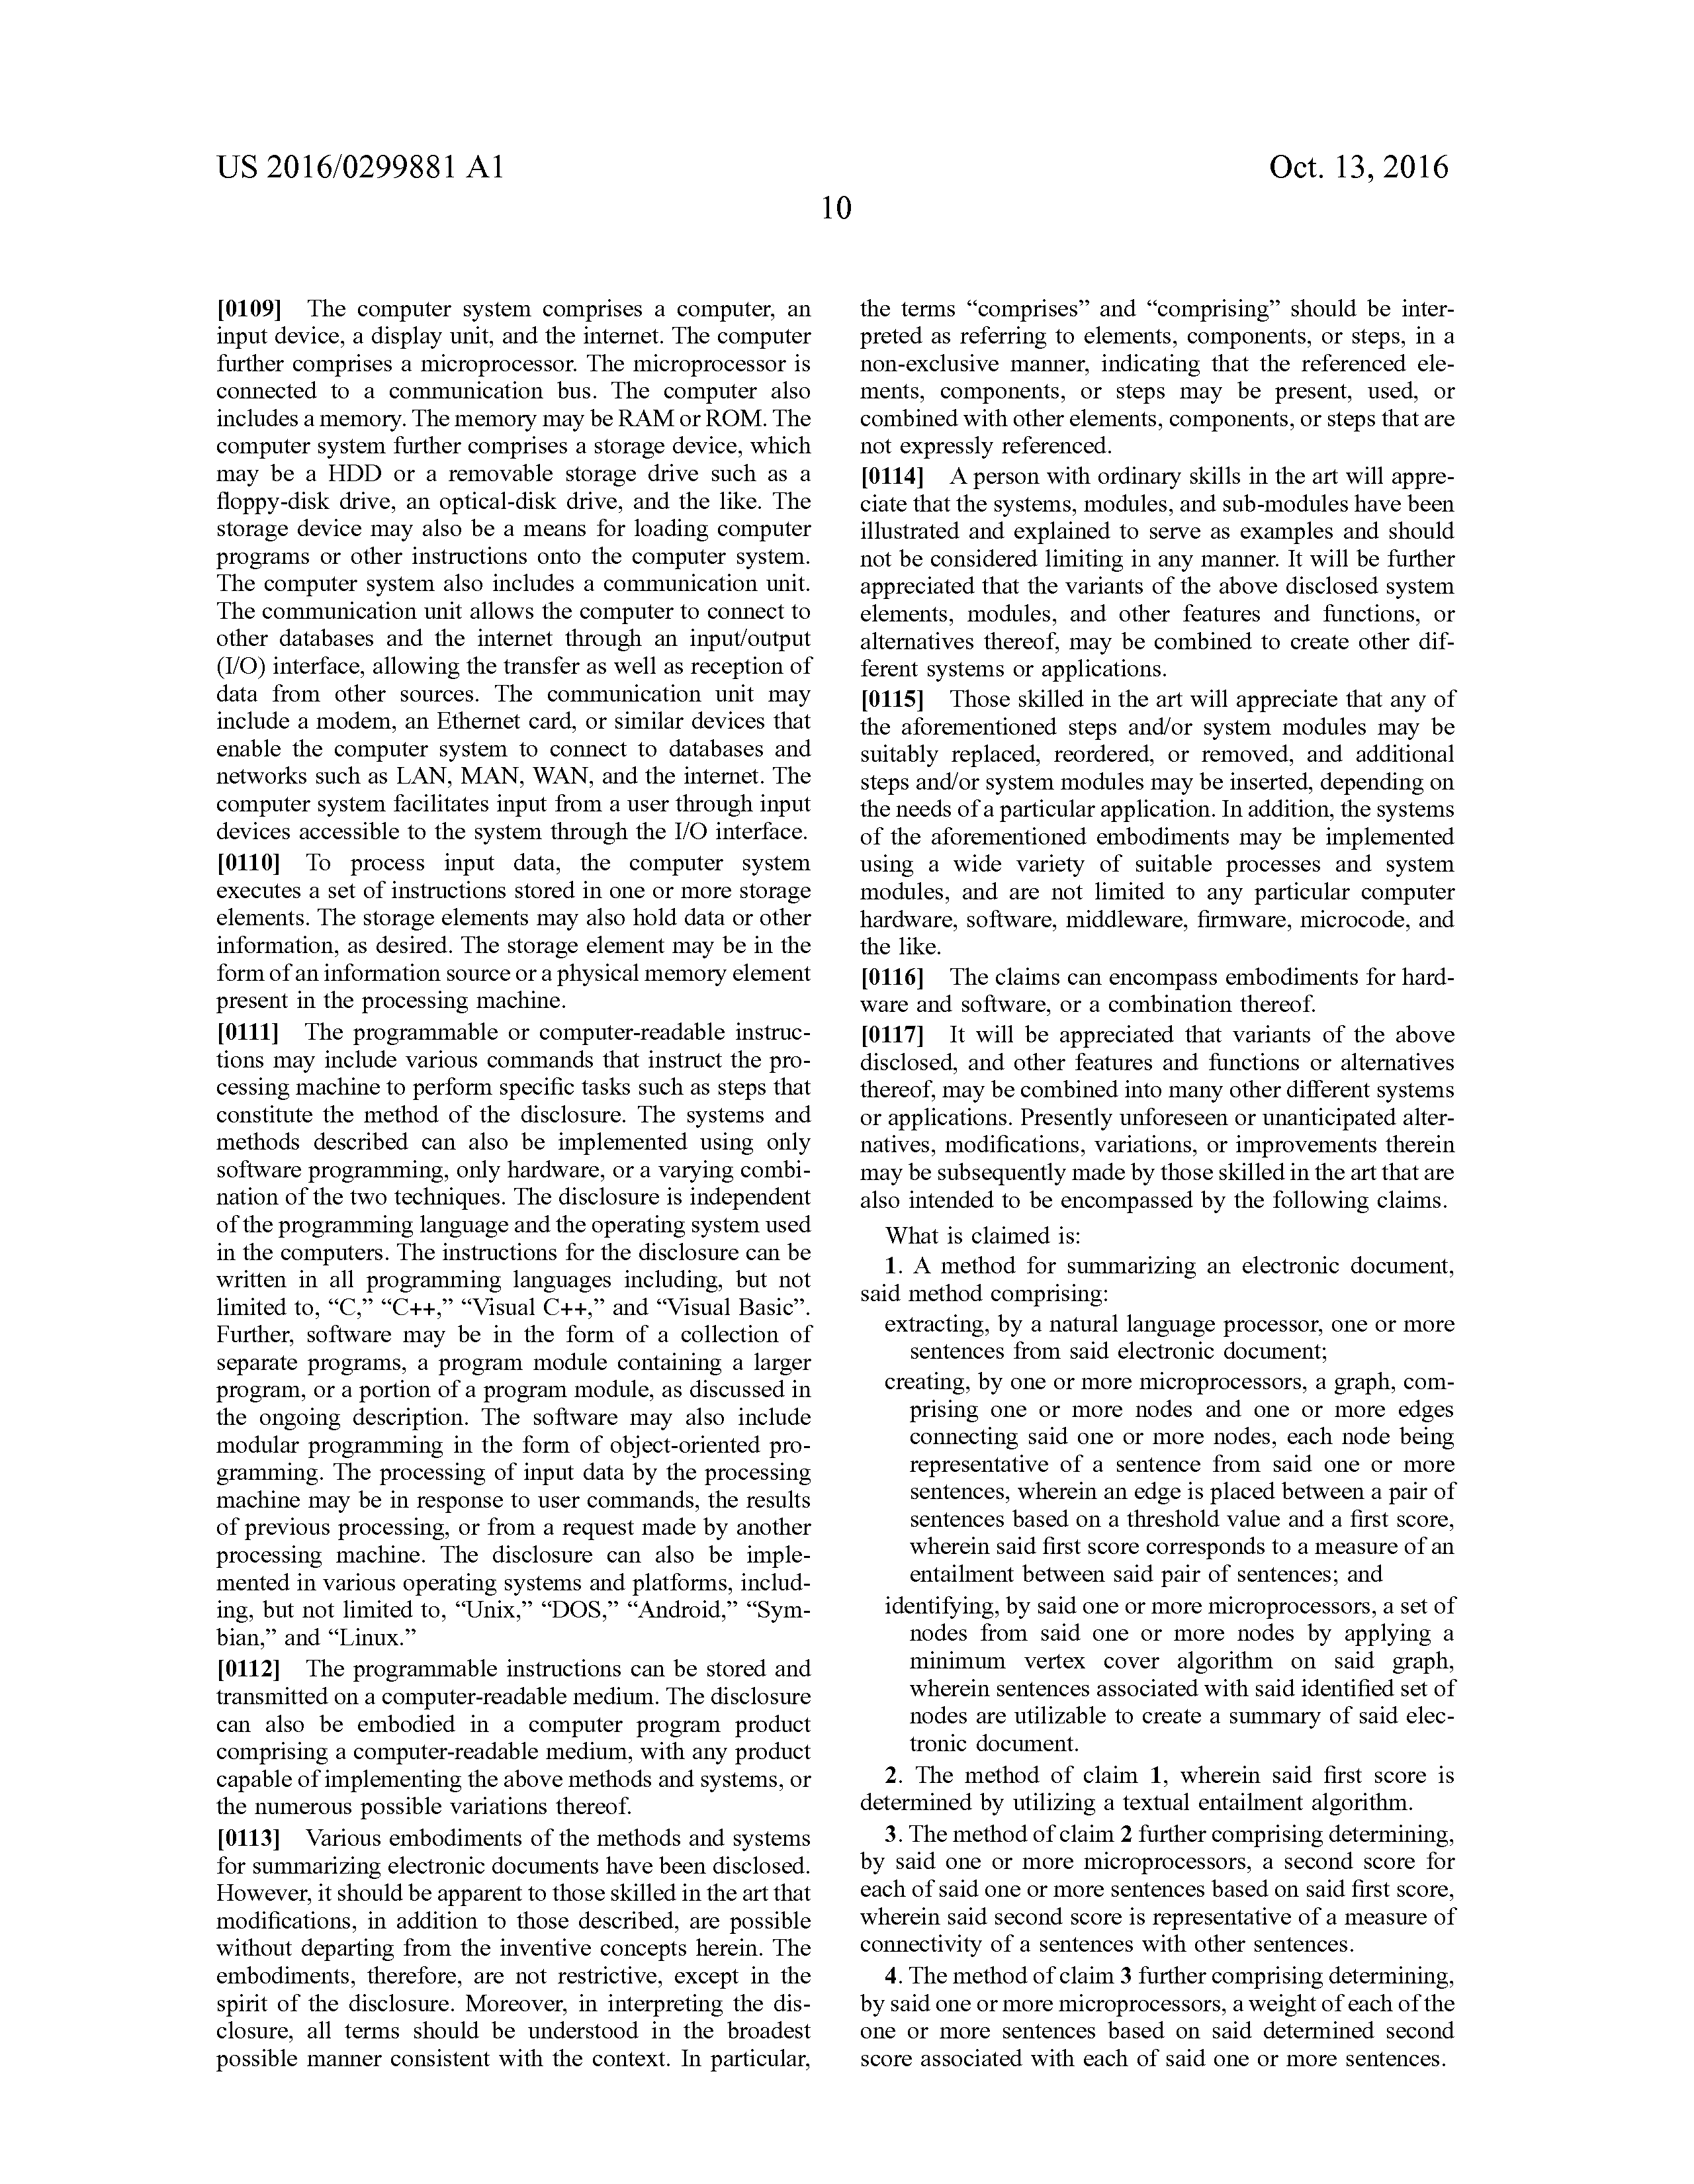 US 2016/0299881 A1
Oct. 13, 2016
10
[0109] The computer system comprises a computer, an
input device, a display unit, and the internet. The computer
further comprises a microprocessor. The microprocessor is
connected to a communication bus. The computer also
includes a memory. The memory may be RAM or ROM. The
computer system further comprises a storage device, which
may be a HDD or a removable storage drive such as a
floppy-disk drive, an optical-disk drive, and the like. The
storage device may also be a means for loading computer
programs or other instructions onto the computer system.
The computer system also includes a communication unit.
The communication unit allows the computer to connect to
other databases and the internet through an input/output
(I/O) interface, allowing the transfer as well as reception of
data from other sources. The communication unit may
include a modem, an Ethernet card, or similar devices that
enable the computer system to connect to databases and
networks such as LAN, MAN, WAN, and the internet. The
computer system facilitates input from a user through input
devices accessible to the system through the I/O interface.
[0110] To process input data, the computer system
executes a set of instructions stored in one or more storage
elements. The storage elements may also hold data or other
information, as desired. The storage element may be in the
form of an information source or a physical memory element
present in the processing machine.
[0111] The programmable or computer-readable instruc-
tions may include various commands that instruct the pro-
cessing machine to perform specific tasks such as steps that
constitute the method of the disclosure. The systems and
methods described can also be implemented using only
software programming, only hardware, or a varying combi-
nation of the two techniques. The disclosure is independent
of the programming language and the operating system used
in the computers. The instructions for the disclosure can be
written in all programming languages including, but not
limited to, “C,” “C++,” “Visual C++,” and “Visual Basic”.
Further, software may be in the form of a collection of
separate programs, a program module containing a larger
program, or a portion of a program module, as discussed in
the ongoing description. The software may also include
modular programming in the form of object-oriented pro-
gramming. The processing of input data by the processing
machine may be in response to user commands, the results
of previous processing, or from a request made by another
processing machine. The disclosure can also be imple-
mented in various operating systems and platforms, includ-
ing, but not limited to, “Unix,” “DOS,” “Android,” “Sym-
bian,” and “Linux.”
[0112] The programmable instructions can be stored and
transmitted on a computer-readable medium. The disclosure
can also be embodied in a computer program product
comprising a computer-readable medium, with any product
capable of implementing the above methods and systems, or
the numerous possible variations thereof.
[0113] Various embodiments of the methods and systems
for summarizing electronic documents have been disclosed.
However, it should be apparent to those skilled in the art that
modifications, in addition to those described, are possible
without departing from the inventive concepts herein. The
embodiments, therefore, are not restrictive, except in the
spirit of the disclosure. Moreover, in interpreting the dis-
closure, all terms should be understood in the broadest
possible manner consistent with the context. In particular,
the terms “comprises” and “comprising” should be inter-
preted as referring to elements, components, or steps, in a
non-exclusive manner, indicating that the referenced ele-
ments, components, or steps may be present, used, or
combined with other elements, components, or steps that are
not expressly referenced.
[0114] A person with ordinary skills in the art will appre-
ciate that the systems, modules, and sub-modules have been
illustrated and explained to serve as examples and should
not be considered limiting in any manner. It will be further
appreciated that the variants of the above disclosed system
elements, modules, and other features and functions, or
alternatives thereof, may be combined to create other dif-
ferent systems or applications.
[0115] Those skilled in the art will appreciate that any of
the aforementioned steps and/or system modules may be
suitably replaced, reordered, or removed, and additional
steps and/or system modules may be inserted, depending on
the needs of a particular application. In addition, the systems
of the aforementioned embodiments may be implemented
using a wide variety of suitable processes and system
modules, and are not limited to any particular computer
hardware, software, middleware, firmware, microcode, and
the like.
[0116] The claims can encompass embodiments for hard-
ware and software, or a combination thereof.
[0117] It will be appreciated that variants of the above
disclosed, and other features and functions or alternatives
thereof, may be combined into many other different systems
or applications. Presently unforeseen or unanticipated alter-
natives, modifications, variations, or improvements therein
may be subsequently made by those skilled in the art that are
also intended to be encompassed by the following claims.
What is claimed is:
1. A method for summarizing an electronic document,
said method comprising:
extracting, by a natural language processor, one or more
sentences from said electronic document;
creating, by one or more microprocessors, a graph, com-
prising one or more nodes and one or more edges
connecting said one or more nodes, each node being
representative of a sentence from said one or more
sentences, wherein an edge is placed between a pair of
sentences based on a threshold value and a first score,
wherein said first score corresponds to a measure of an
entailment between said pair of sentences; and
identifying, by said one or more microprocessors, a set of
nodes from said one or more nodes by applying a
minimum vertex cover algorithm on said graph,
wherein sentences associated with said identified set of
nodes are utilizable to create a summary of said elec-
tronic document.
2. The method of claim 1, wherein said first score is
determined by utilizing a textual entailment algorithm.
3. The method of claim 2 further comprising determining,
by said one or more microprocessors, a second score for
each of said one or more sentences based on said first score,
wherein said second score is representative of a measure of
connectivity of a sentences with other sentences.
4. The method of claim 3 further comprising determining,
by said one or more microprocessors, a weight of each of the
one or more sentences based on said determined second
score associated with each of said one or more sentences.